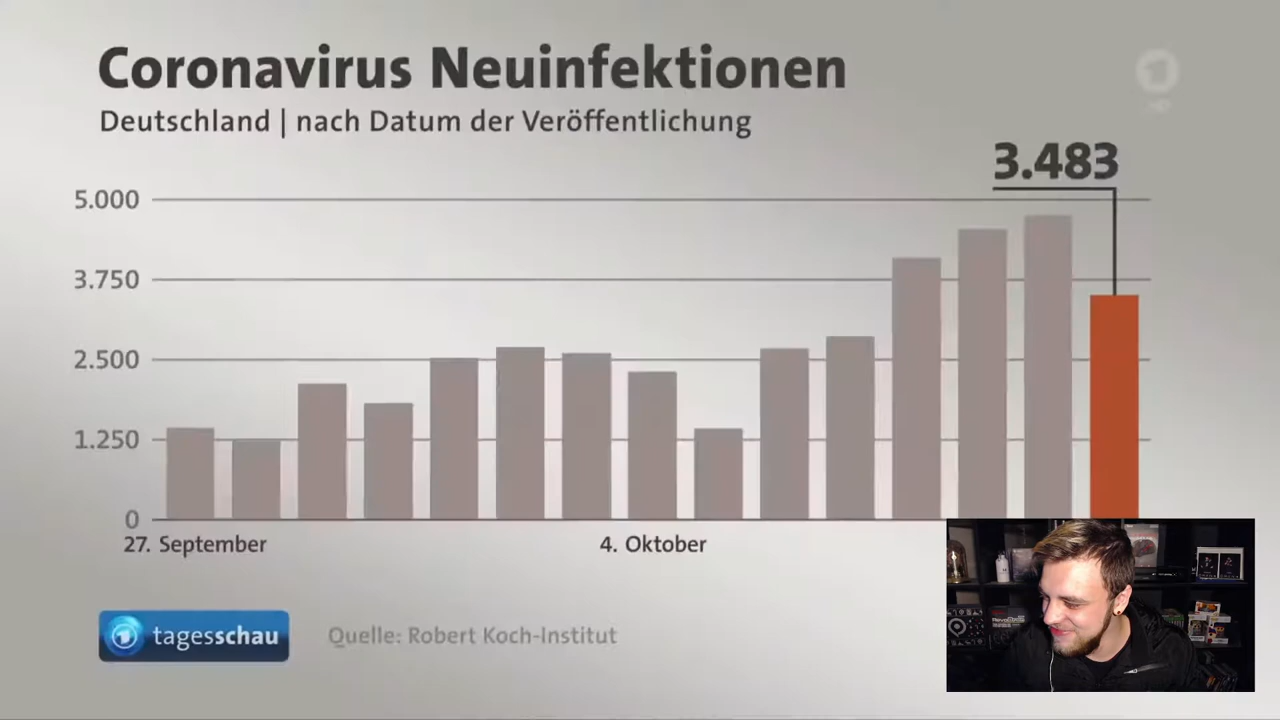 Coronavirus Neuinfektionen
Deutschland | nach Datum der Veröffentlichung
3.483
5.000
3.750
2.500
1.250
0
27. September
4. Oktober
tagesschau
Quelle: Robert Koch-Institut